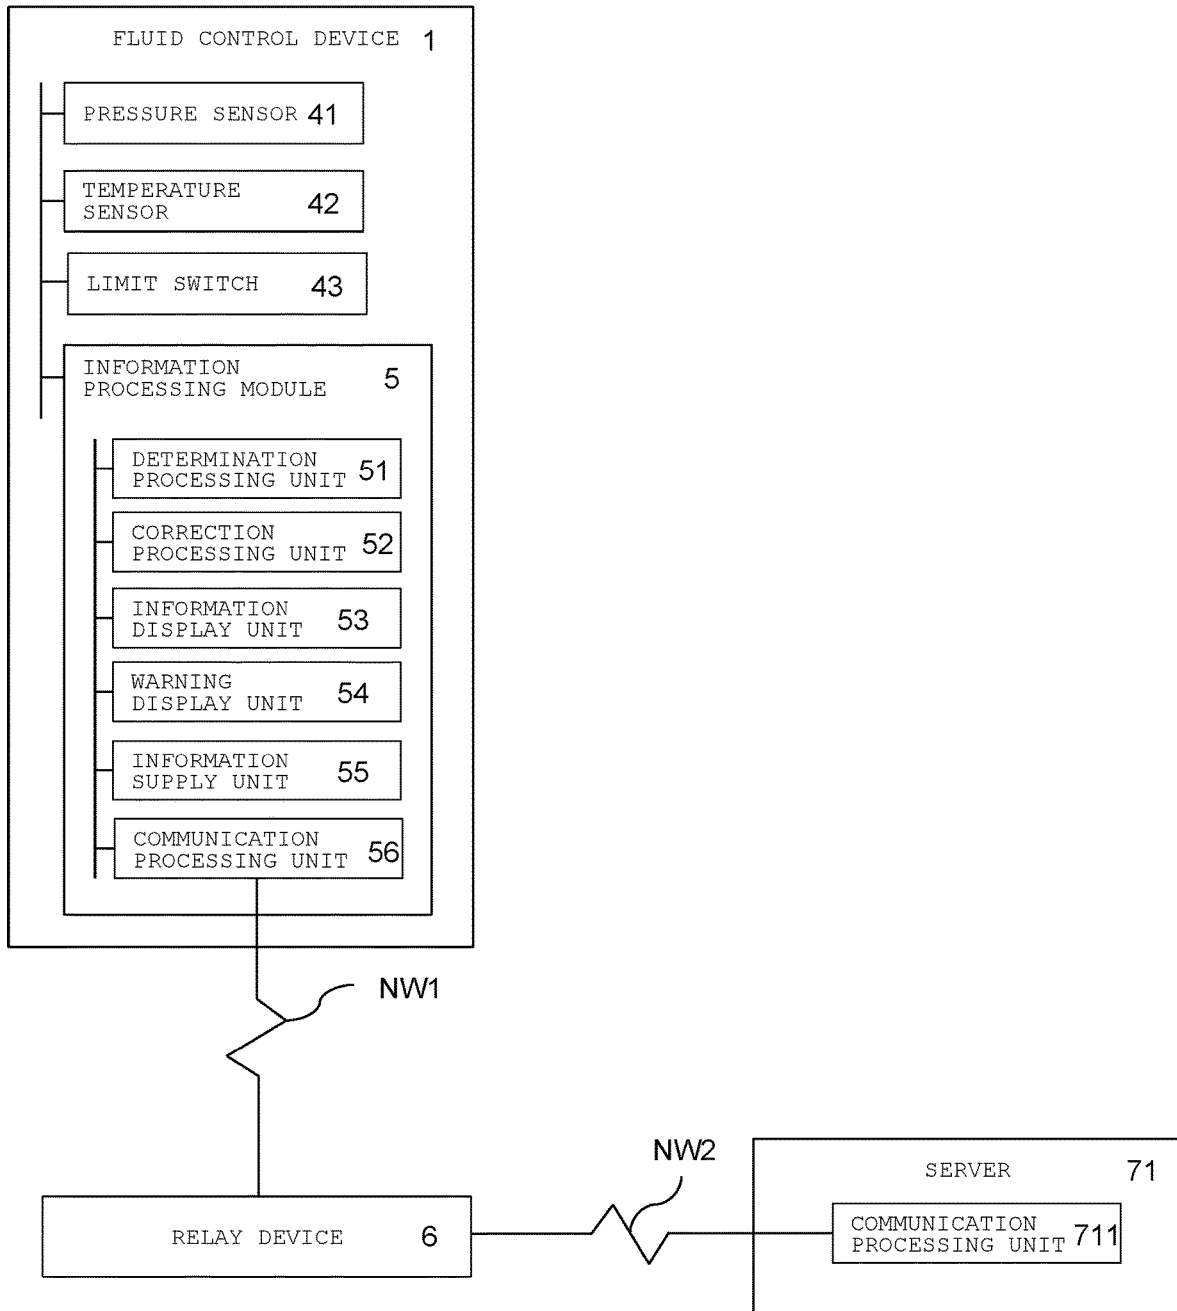 FLUID CONTROL DEVICE 1
PRESSURE SENSOR 41
TEMPERATURE
SENSOR 42
LIMIT SWITCH 43
INFORMATION
PROCESSING MODULE 5
DETERMINATION
PROCESSING UNIT 51
CORRECTION
PROCESSING UNIT 52
INFORMATION
DISPLAY UNIT 53
WARNING
DISPLAY UNIT 54
INFORMATION
SUPPLY UNIT 55
COMMUNICATION
PROCESSING UNIT 56
NW1
RELAY DEVICE 6
NW2
SERVER 71
COMMUNICATION
PROCESSING UNIT 711